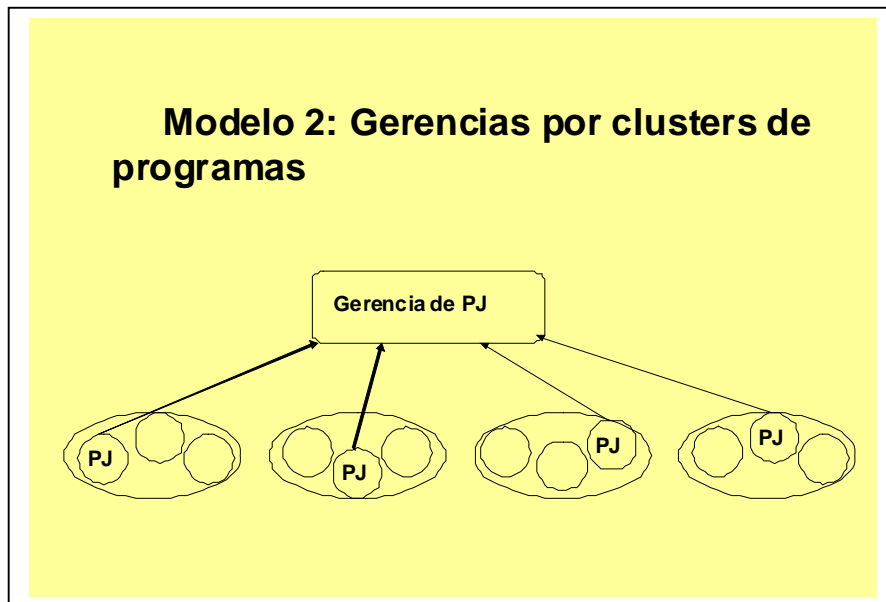 Modelo 2: Gerencias por clusters de
programas
Gerencia de PJ
PJ
PJ
PJ
PJ